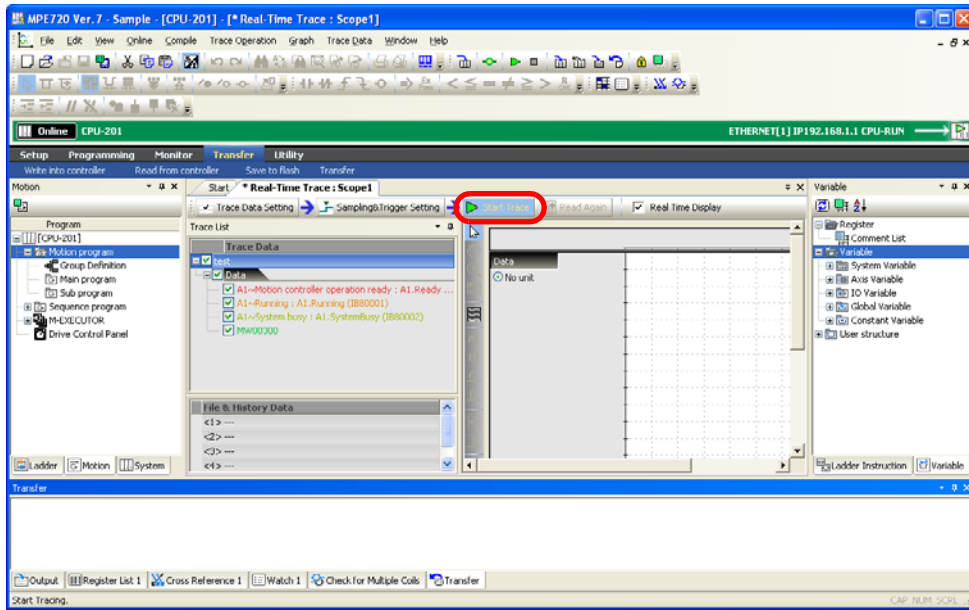 MPE720 Ver. 7 - Sample - [CPU-201] - [* Real-Time Trace : Scope1]
File Edit View Online Compile Trace Operation Graph Trace Data Window Help
Online CPU-201 ETHERNET[1] IP192.168.1.1 CPU-RUN
Setup Programming Monitor Transfer Utility
Write into controller Read from controller Save to flash Transfer
Motion
Start * Real-Time Trace : Scope1
Variable
Trace Data Setting Sampling&Trigger Setting Start Trace Read Again Real Time Display
Program
[CPU-201]
Motion program
Group Definition
Main program
Sub program
Sequence program
M-EXECUTOR
Drive Control Panel
Trace List
Trace Data
test
Data
A1~Motion controller operation ready : A1.Ready ...
A1~Running : A1.Running (IB80001)
A1~System busy : A1.SystemBusy (IB80002)
MW00300
File & History Data
<1> ---
<2> ---
<3> ---
<4> ---
Data
No unit
Register
Comment List
Variable
System Variable
Axis Variable
IO Variable
Global Variable
Constant Variable
User structure
Ladder Motion System
Ladder Instruction Variable
Transfer
Output Register List 1 Cross Reference 1 Watch 1 Check for Multiple Coils Transfer
Start Tracing. CAP NUM SCRL